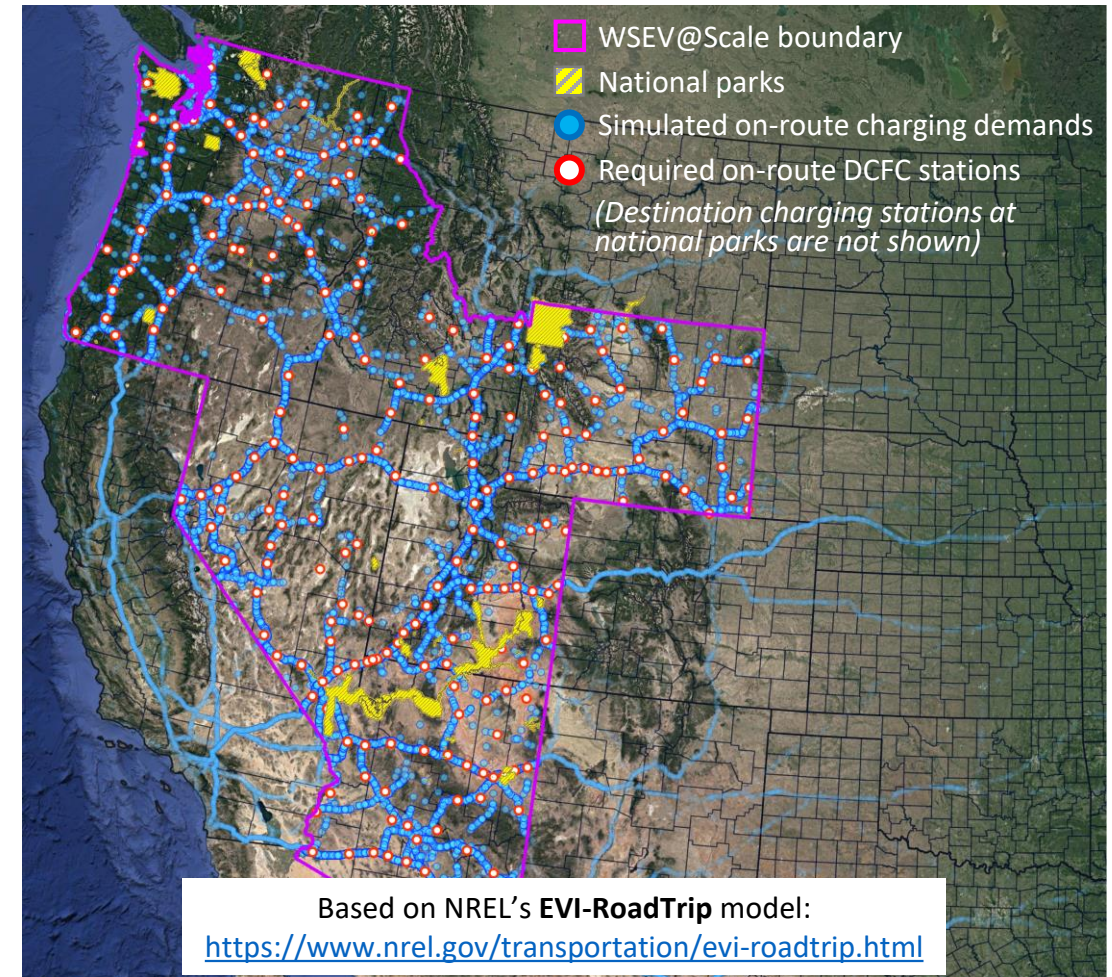 WSEV@Scale boundary
National parks
Simulated on-route charging demands
Required on-route DCFC stations
(Destination charging stations at
national parks are not shown)
Based on NREL's EVI-RoadTrip model:
https://www.nrel.gov/transportation/evi-roadtrip.html